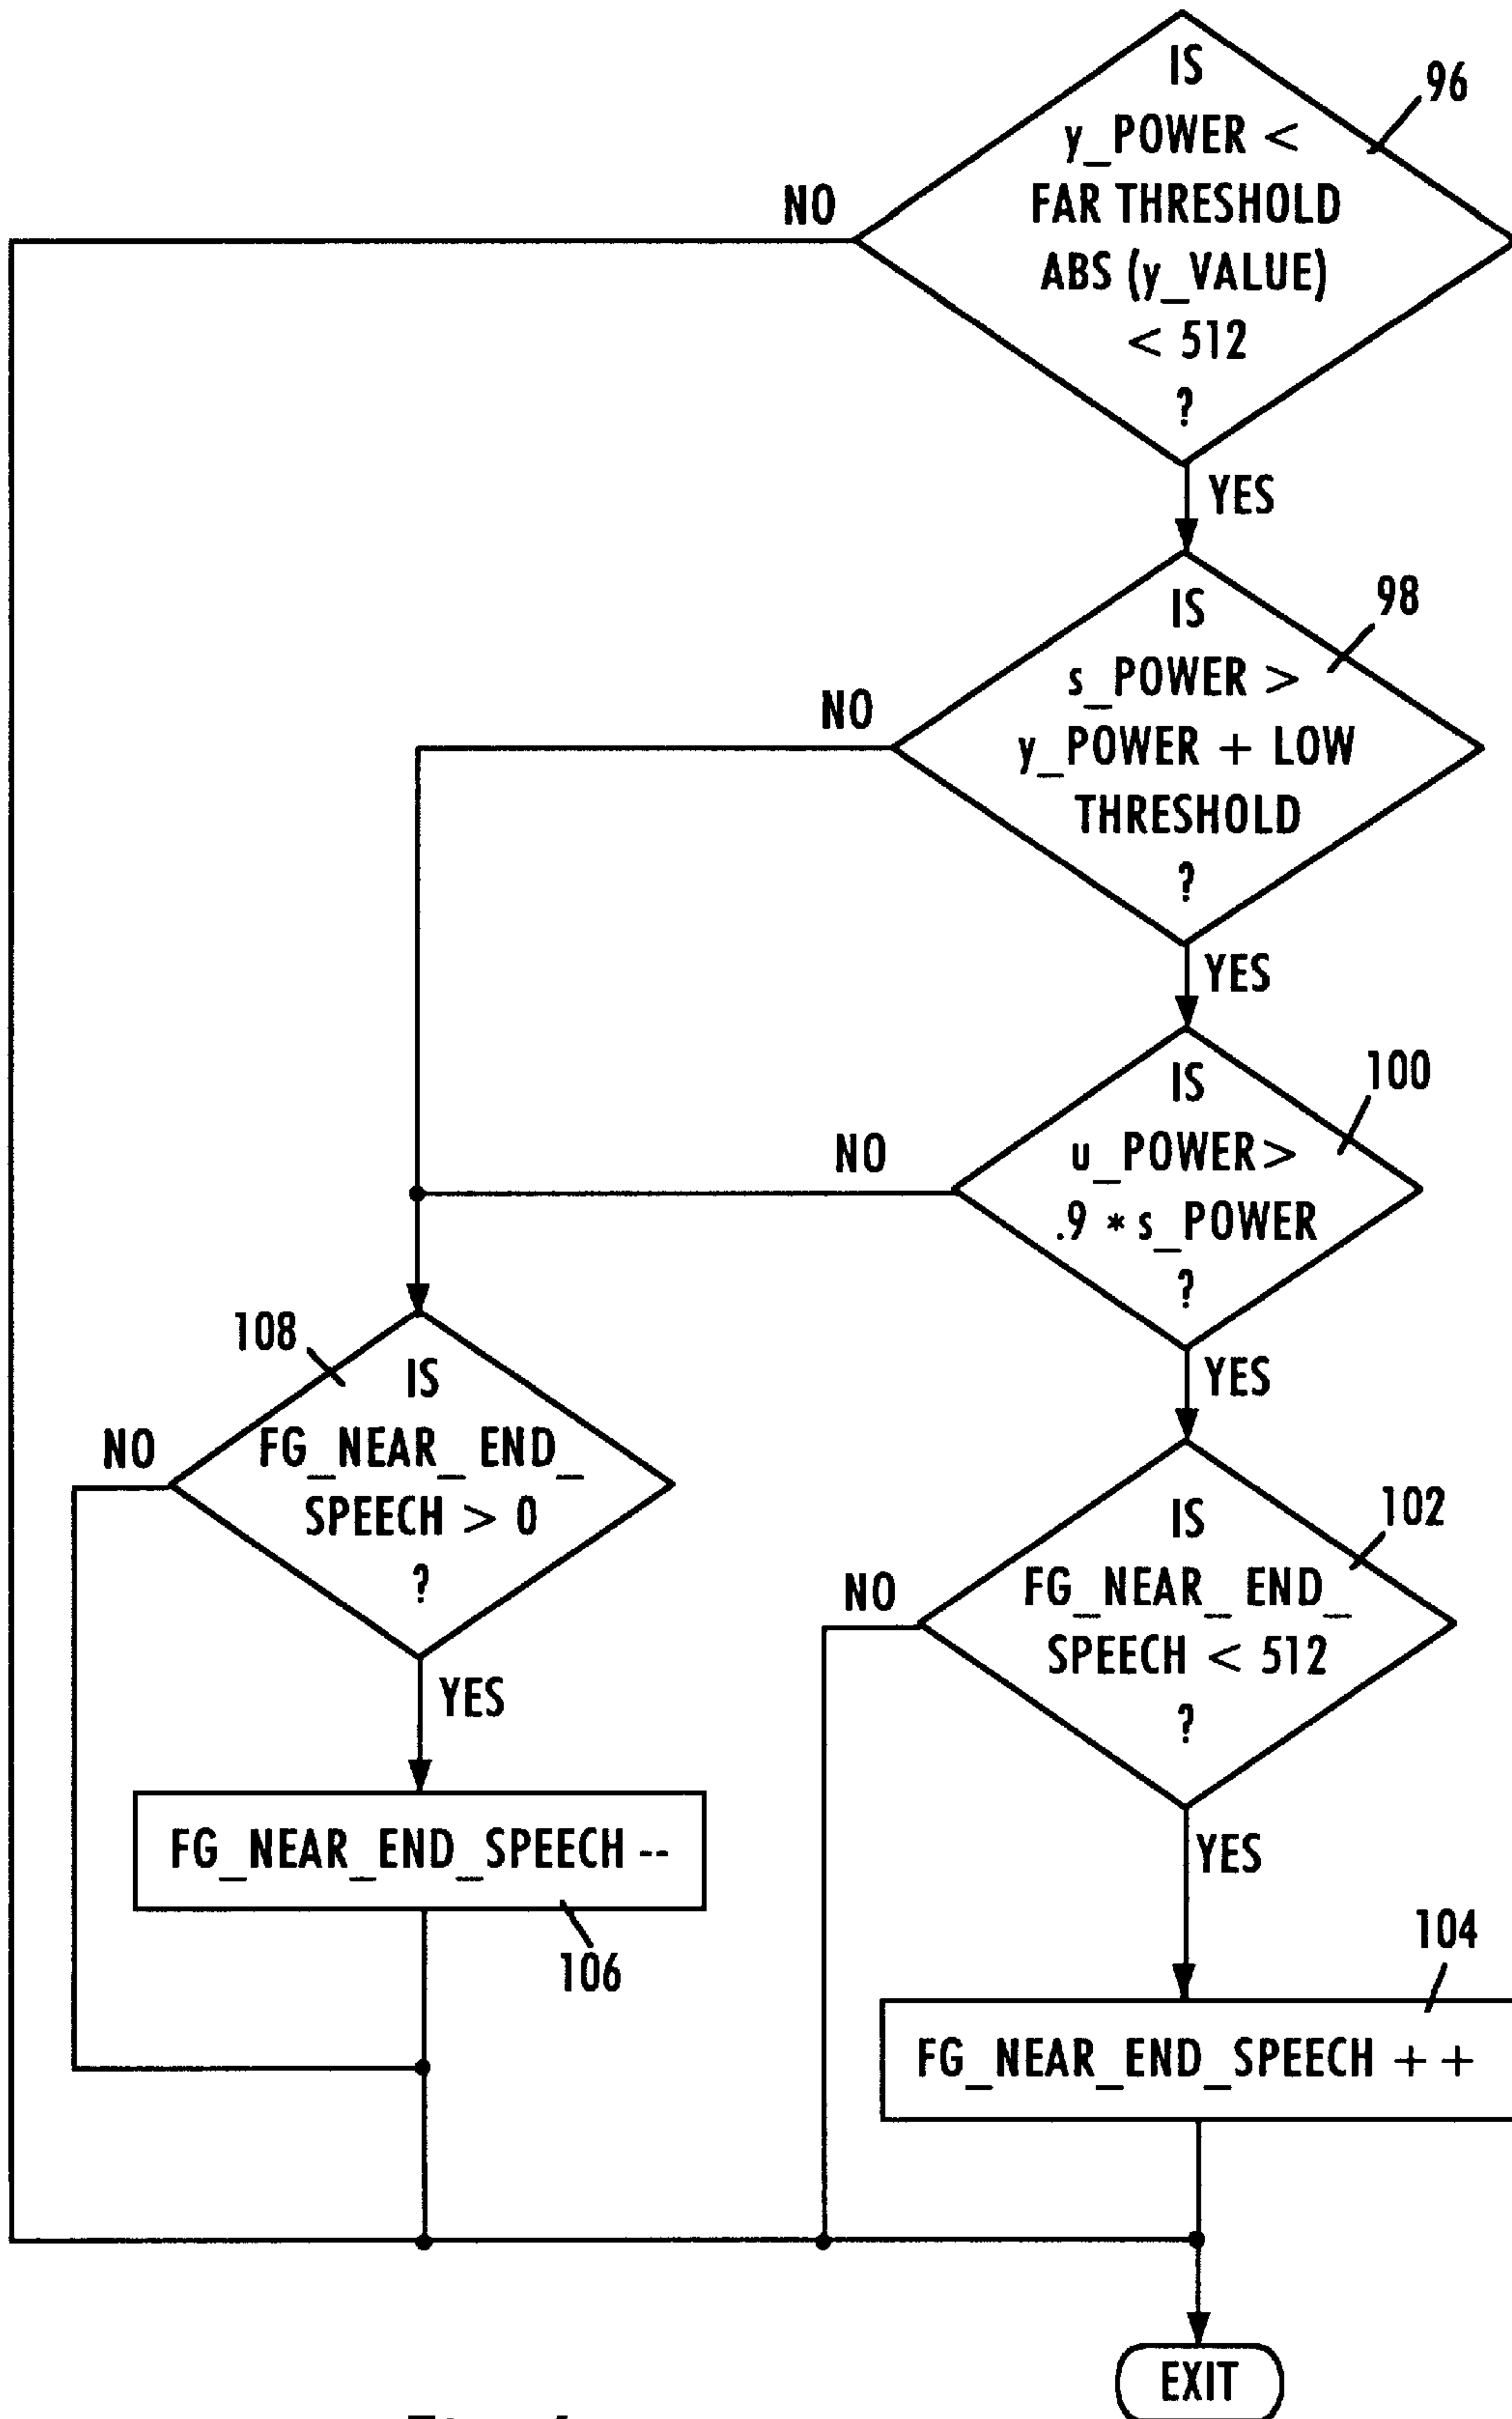 IS
y_POWER <
FAR THRESHOLD
ABS (y_VALUE)
< 512
?
96
NO
YES
IS
s_POWER >
y_POWER + LOW
THRESHOLD
?
98
NO
YES
IS
u_POWER>
.9 * s_POWER
?
100
NO
YES
108
IS
FG_NEAR_END_
SPEECH > 0
?
NO
YES
IS
FG_NEAR_END_
SPEECH < 512
?
102
NO
YES
FG_NEAR_END_SPEECH --
106
104
FG_NEAR_END_SPEECH + +
EXIT